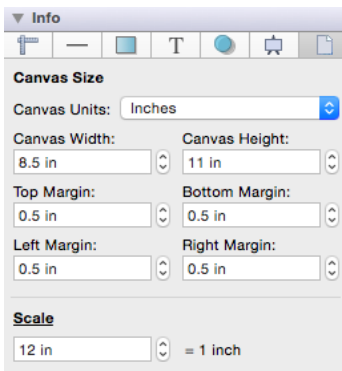 Info
T
Canvas Size
Canvas Units: Inches
Canvas Width: Canvas Height:
8.5 in 11 in
Top Margin: Bottom Margin:
0.5 in 0.5 in
Left Margin: Right Margin:
0.5 in 0.5 in
Scale
12 in = 1 inch